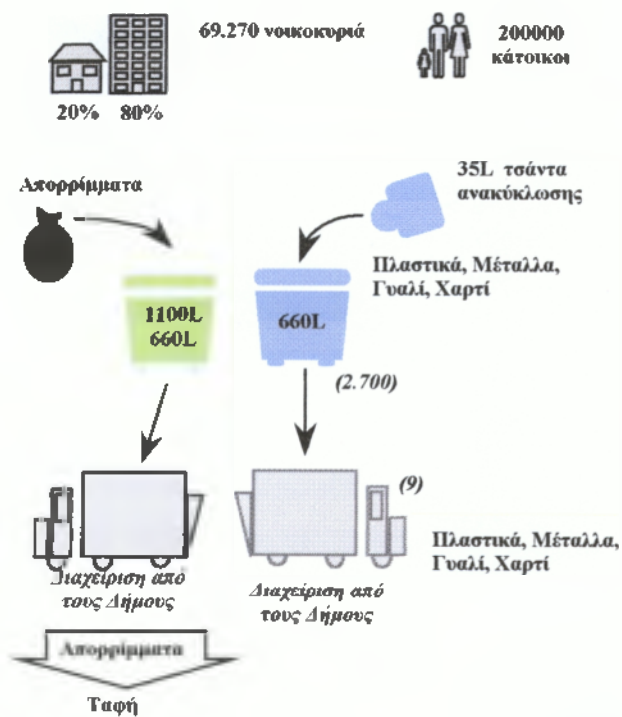 69.270 νοικοκυριά
200000
κάτοικοι
20% 80%
Απορρίμματα
35L τσάντα
ανακύκλωσης
Πλαστικά, Μέταλλα,
Γυαλί, Χαρτί
1100L
660L
660L
(2.700)
(9)
Πλαστικά, Μέταλλα,
Γυαλί, Χαρτί
Διαχείριση από
τους Δήμους
Διαχείριση από
τους Δήμους
Απορρίμματα
Ταφή